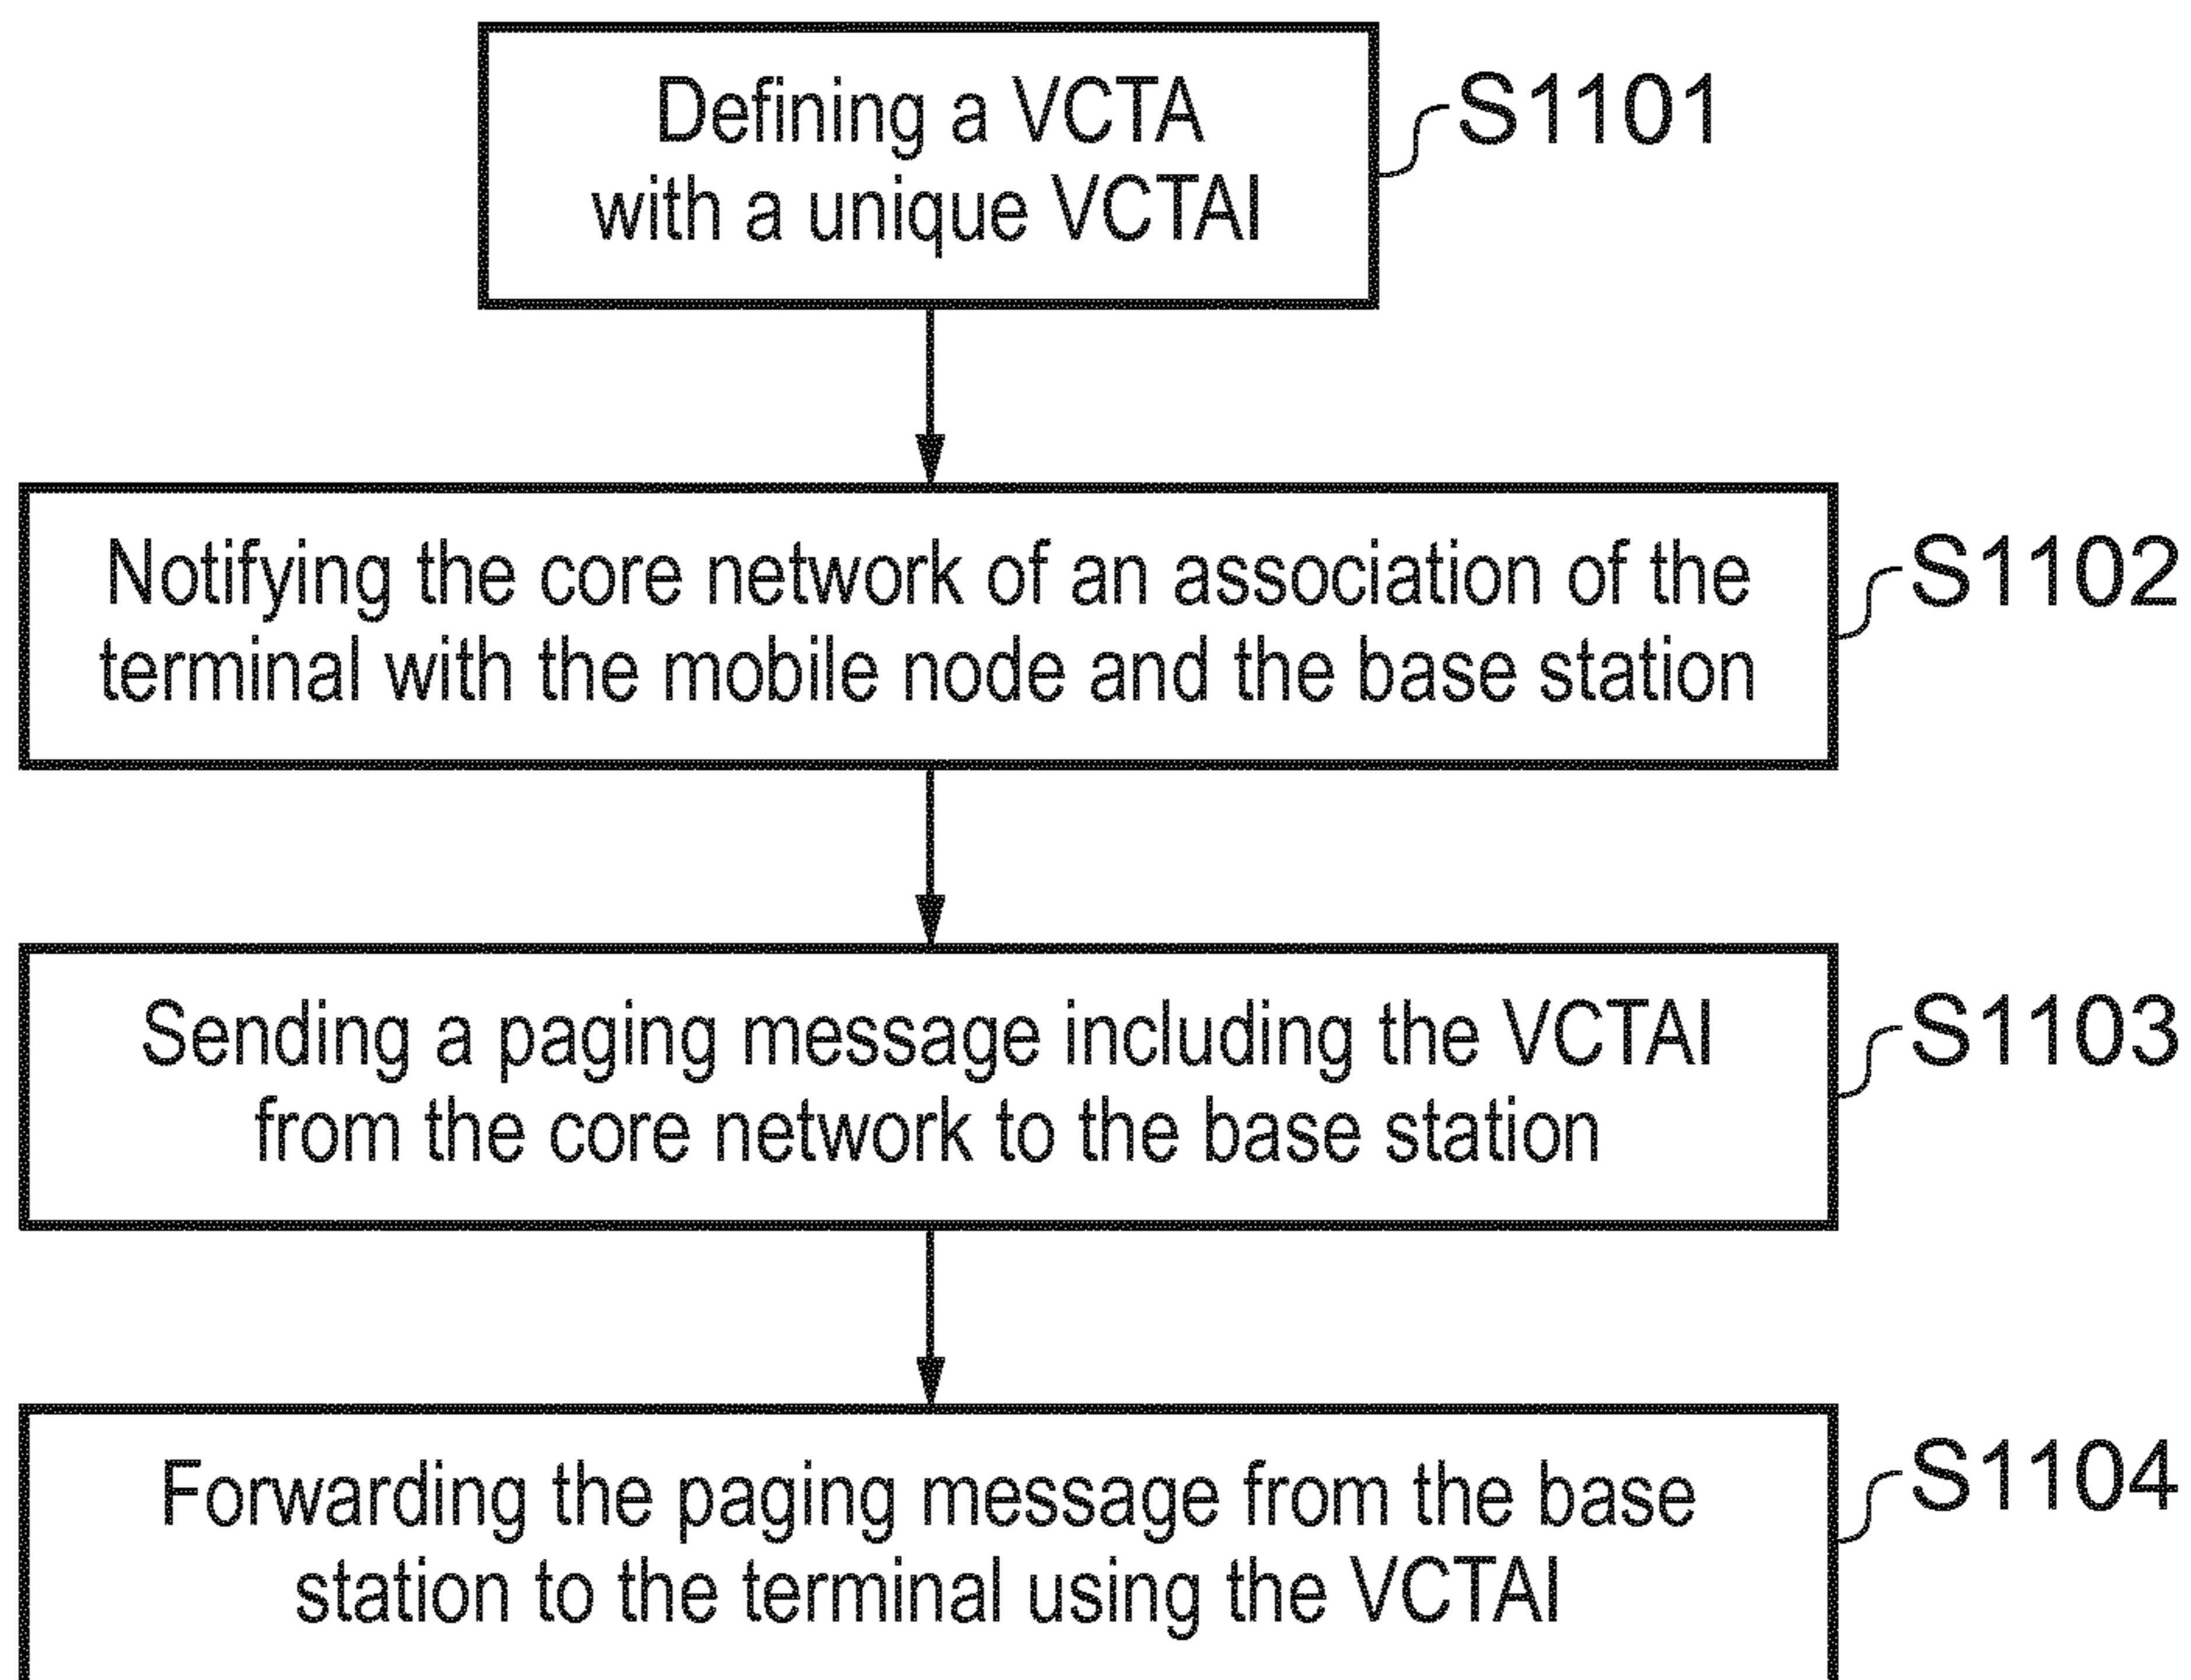 Defining a VCTA
with a unique VCTAI
S1101
Notifying the core network of an association of the
terminal with the mobile node and the base station
S1102
Sending a paging message including the VCTAI
from the core network to the base station
S1103
Forwarding the paging message from the base
station to the terminal using the VCTAI
S1104